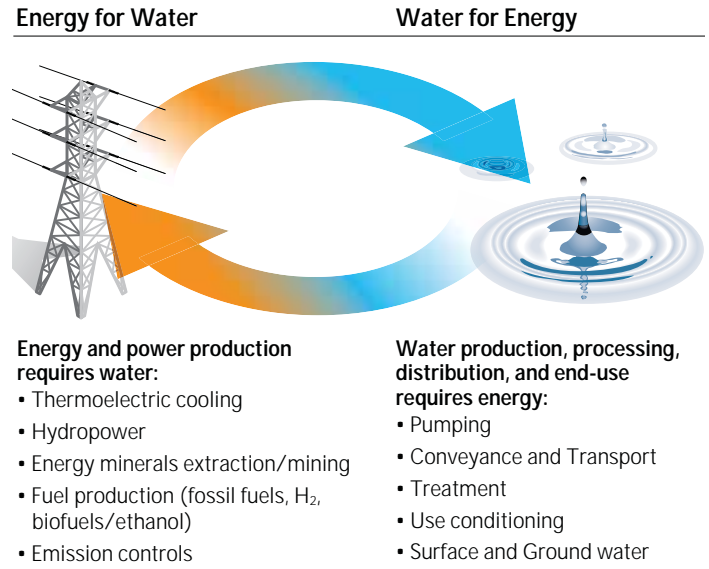 Energy for Water
Water for Energy
Energy and power production
requires water:
• Thermoelectric cooling
• Hydropower
• Energy minerals extraction/mining
• Fuel production (fossil fuels, H₂,
biofuels/ethanol)
• Emission controls
Water production, processing,
distribution, and end-use
requires energy:
• Pumping
• Conveyance and Transport
• Treatment
• Use conditioning
• Surface and Ground water